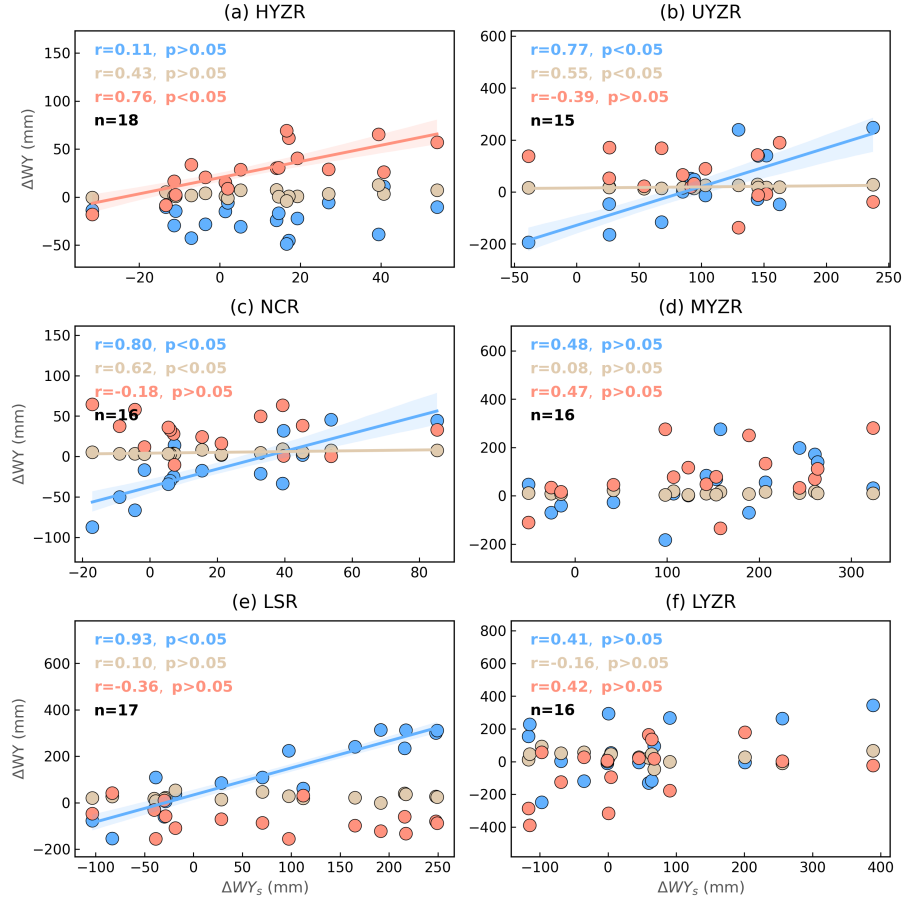 (a) HYZR
r=0.11, p>0.05
r=0.43, p>0.05
r=0.76, p<0.05
n=18
150
100
50
0
−50
ΔWY (mm)
−20
0
20
40
(b) UYZR
r=0.77, p<0.05
r=0.55, p<0.05
r=-0.39, p>0.05
n=15
600
400
200
0
−200
−50
0
50
100
150
200
250
(c) NCR
r=0.80, p<0.05
r=0.62, p<0.05
r=-0.18, p>0.05
n=16
150
100
50
0
−50
−100
ΔWY (mm)
−20
0
20
40
60
80
(d) MYZR
r=0.48, p>0.05
r=0.08, p>0.05
r=0.47, p>0.05
n=16
600
400
200
0
−200
0
100
200
300
(e) LSR
r=0.93, p<0.05
r=0.10, p>0.05
r=-0.36, p>0.05
n=17
600
400
200
0
−200
ΔWY (mm)
−100
−50
0
50
100
150
200
250
ΔWYₛ (mm)
(f) LYZR
r=0.41, p>0.05
r=-0.16, p>0.05
r=0.42, p>0.05
n=16
800
600
400
200
0
−200
−400
−100
0
100
200
300
400
ΔWYₛ (mm)